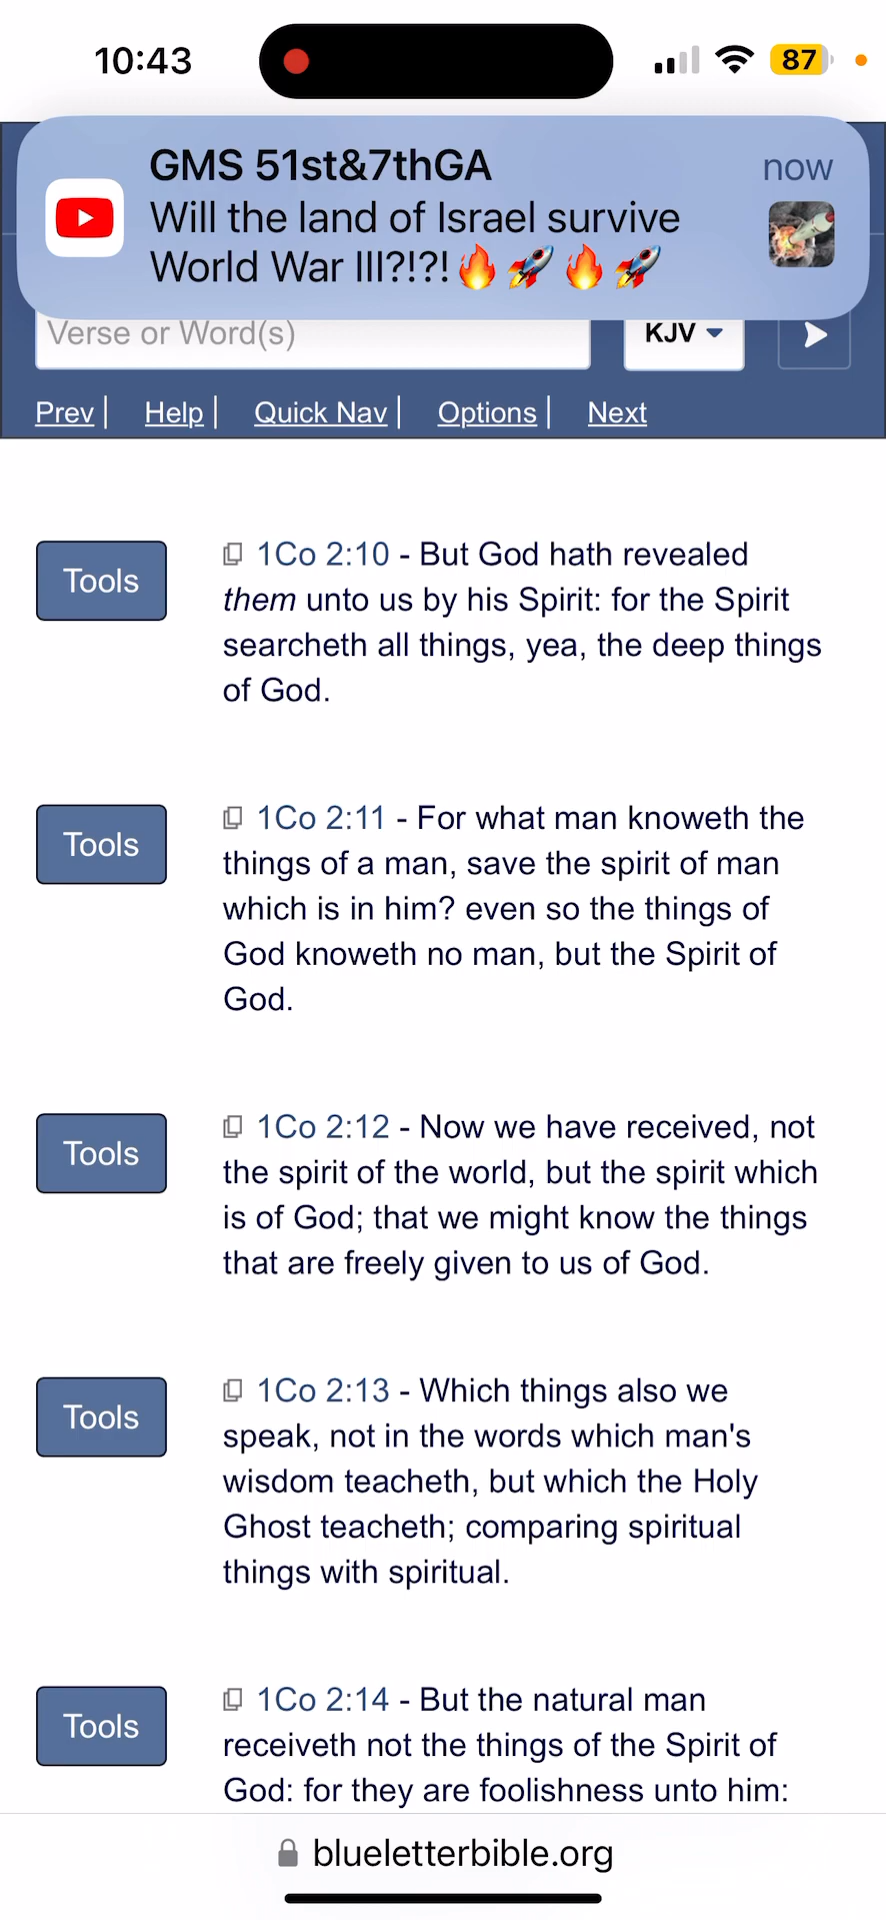 10:43
87
GMS 51st&7thGA
now
Will the land of Israel survive
World War III?!?!🔥🚀🔥🚀
Verse or Word(s)
KJV
Prev |
Help |
Quick Nav |
Options |
Next
Tools
1Co 2:10 - But God hath revealed
them unto us by his Spirit: for the Spirit
searcheth all things, yea, the deep things
of God.
Tools
1Co 2:11 - For what man knoweth the
things of a man, save the spirit of man
which is in him? even so the things of
God knoweth no man, but the Spirit of
God.
Tools
1Co 2:12 - Now we have received, not
the spirit of the world, but the spirit which
is of God; that we might know the things
that are freely given to us of God.
Tools
1Co 2:13 - Which things also we
speak, not in the words which man's
wisdom teacheth, but which the Holy
Ghost teacheth; comparing spiritual
things with spiritual.
Tools
1Co 2:14 - But the natural man
receiveth not the things of the Spirit of
God: for they are foolishness unto him:
blueletterbible.org